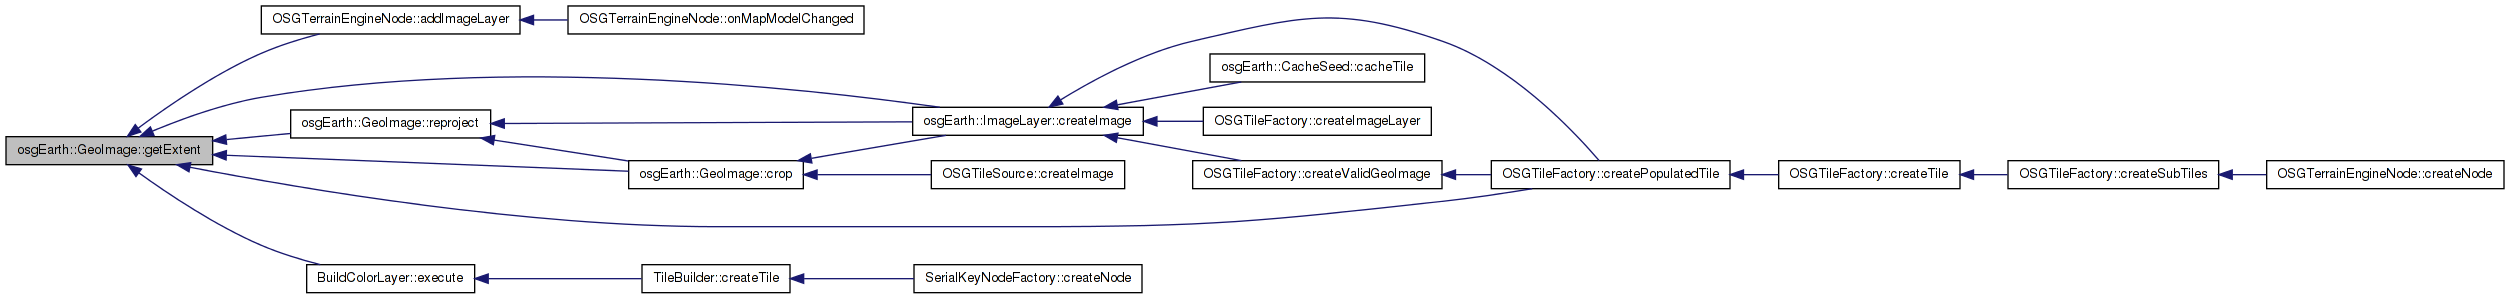 OSGTerrainEngineNode::addImageLayer
OSGTerrainEngineNode::onMapModelChanged
osgEarth::CacheSeed::cacheTile
osgEarth::GeoImage::reproject
osgEarth::ImageLayer::createImage
OSGTileFactory::createImageLayer
osgEarth::GeoImage::getExtent
osgEarth::GeoImage::crop
OSGTileSource::createImage
OSGTileFactory::createValidGeoImage
OSGTileFactory::createPopulatedTile
OSGTileFactory::createTile
OSGTileFactory::createSubTiles
OSGTerrainEngineNode::createNode
BuildColorLayer::execute
TileBuilder::createTile
SerialKeyNodeFactory::createNode